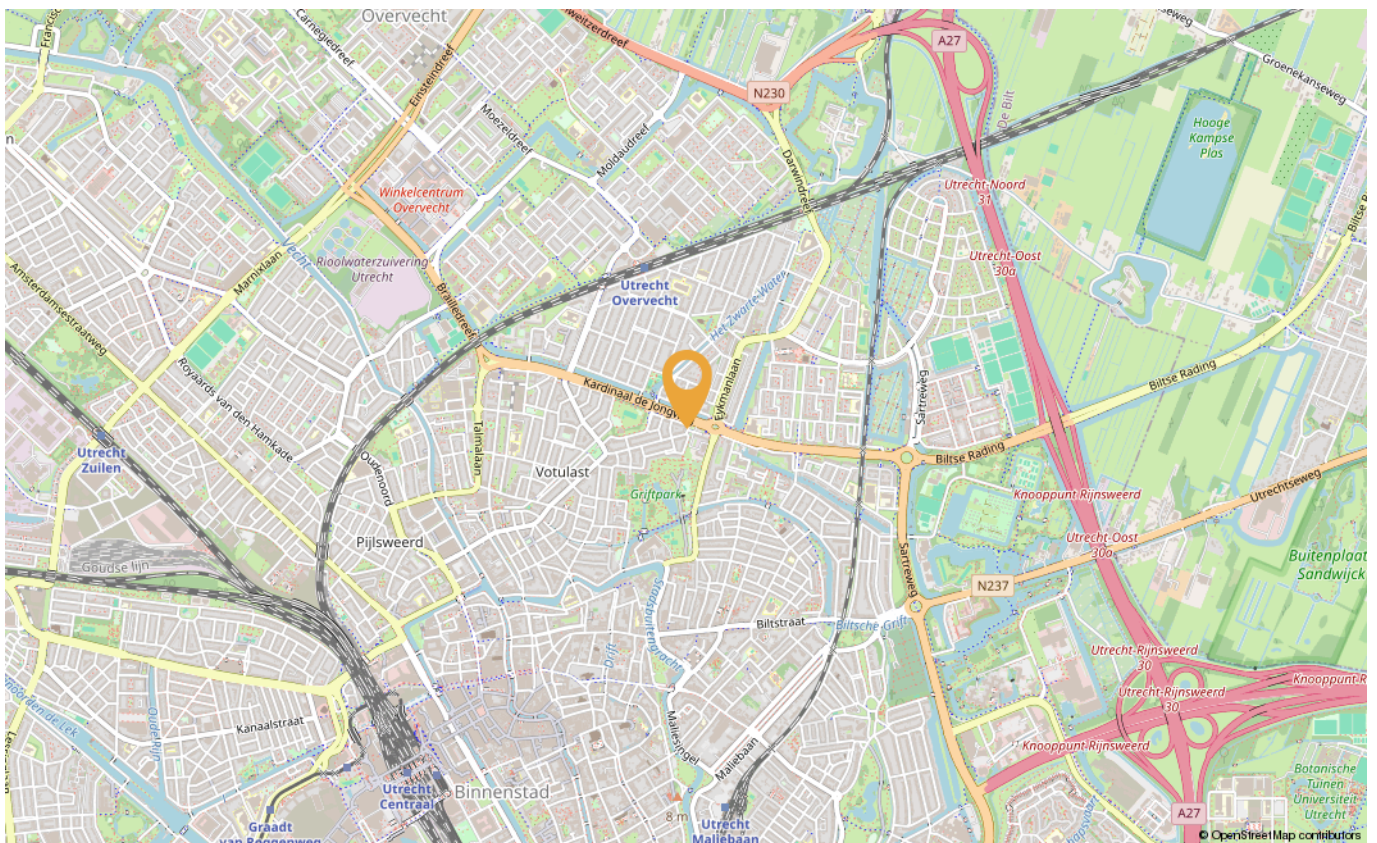 Overvecht
Carnegiedreef
Einsteindreef
A27
N230
Groenekanseweg
De Bilt
Hooge
Kampse
Plas
Moezeldreef
Moldaudreef
Darwindreef
Winkelcentrum
Overvecht
Utrecht-Noord
31
Vecht
Rioolwaterzuivering
Utrecht
Marnixlaan
Utrecht-Oost
30a
Utrecht
Overvecht
Het Zwarte Water
Amsterdamsestraatweg
Brailledreef
Royaards van den Hamkade
Kardinaal de Jongw
Eykmanlaan
Sartreweg
Biltse Rading
Talmalaan
Utrecht
Zuilen
Oudenoord
Votulast
Biltse Rading
Griftpark
Knooppunt Rijnsweerd
Utrechtseweg
Pijlsweerd
Utrecht-Oost
30a
Goudse lijn
Sartreweg
N237
Buitenplaat
Sandwijck
Biltstraat
Biltsche Grift
Drift
Utrecht-Rijnsweerd
30
Utrecht-Rijnsweerd
30
Knooppunt R
Kanaalstraat
Oude Rijn
Maliesingel
Maliebaan
Knooppunt Rijnsweerd
Utrecht
Centraal
Binnenstad
8 m
Botanische
Tuinen
Universiteit
Utrecht
A27
Graadt
van Roggenweg
Utrecht
Maliebaan
© OpenStreetMap contributors